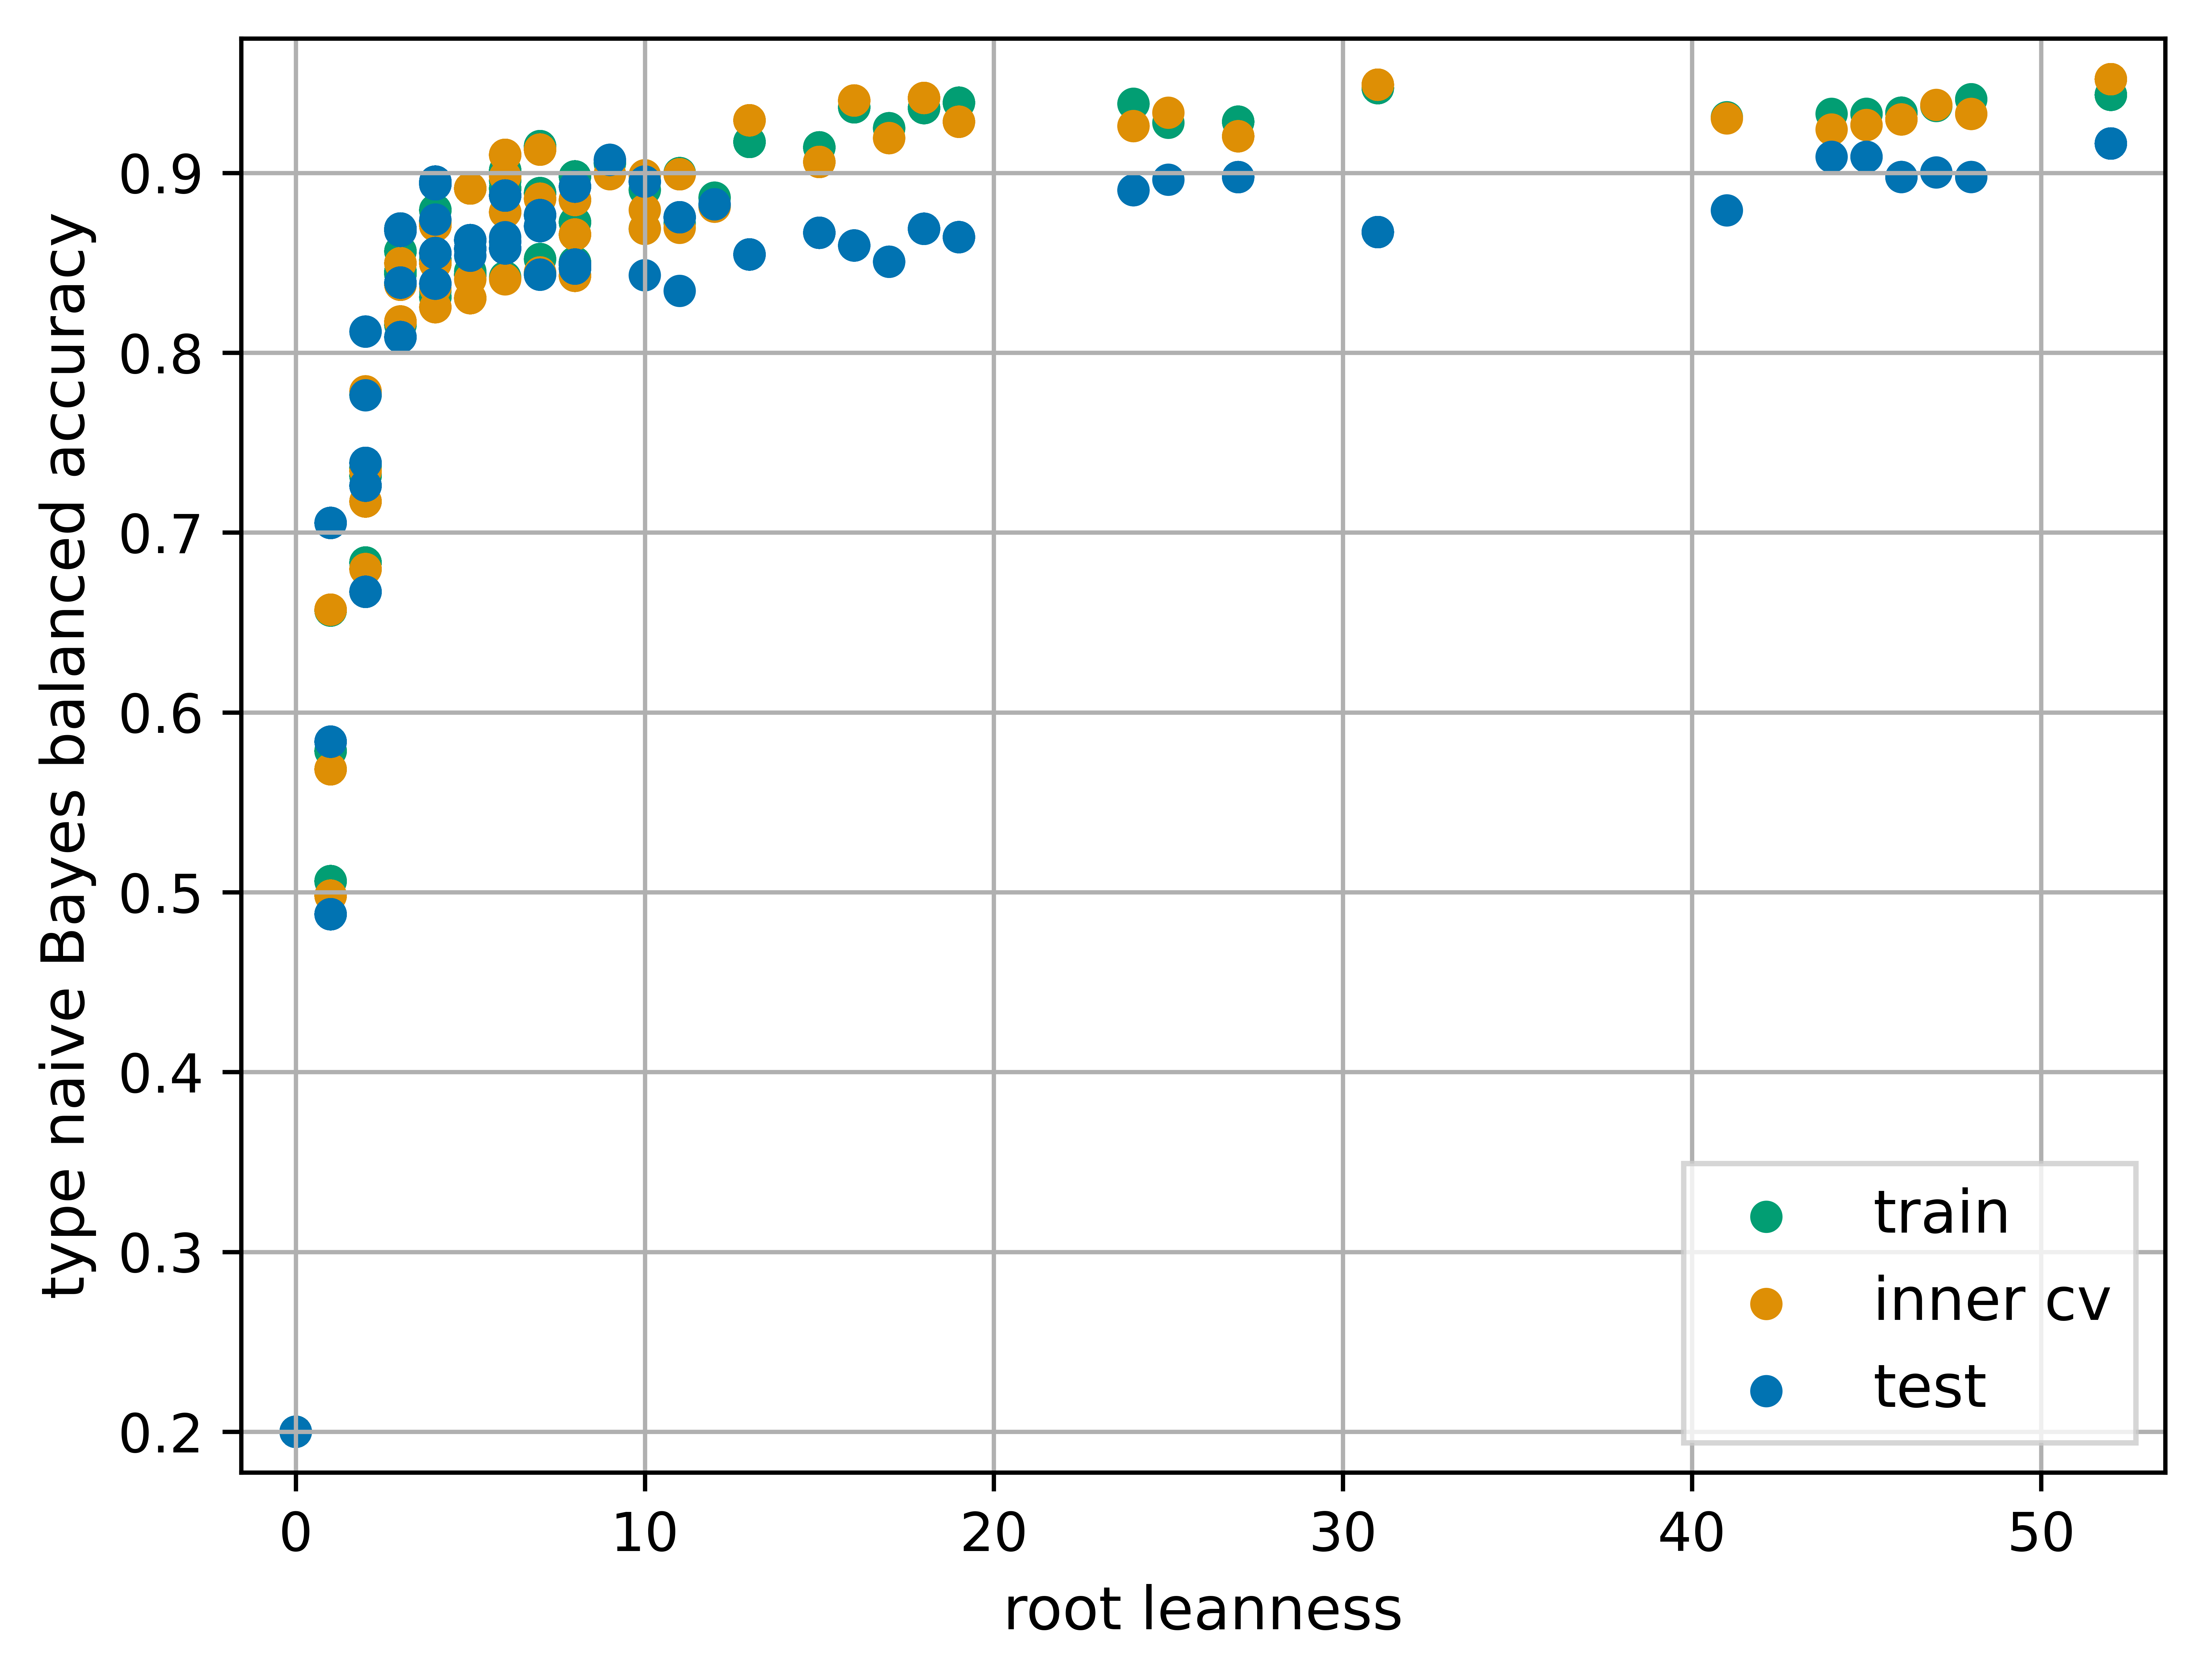 type naive Bayes balanced accuracy
0.9
0.8
0.7
0.6
0.5
0.4
0.3
0.2
0 10 20 30 40 50
root leanness
train
inner cv
test